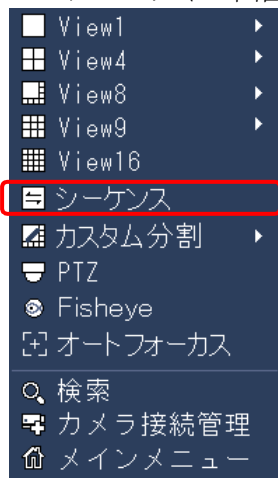 View1
View4
View8
View9
View16
シーケンス
カスタム分割
PTZ
Fisheye
オートフォーカス
検索
カメラ接続管理
メインメニュー